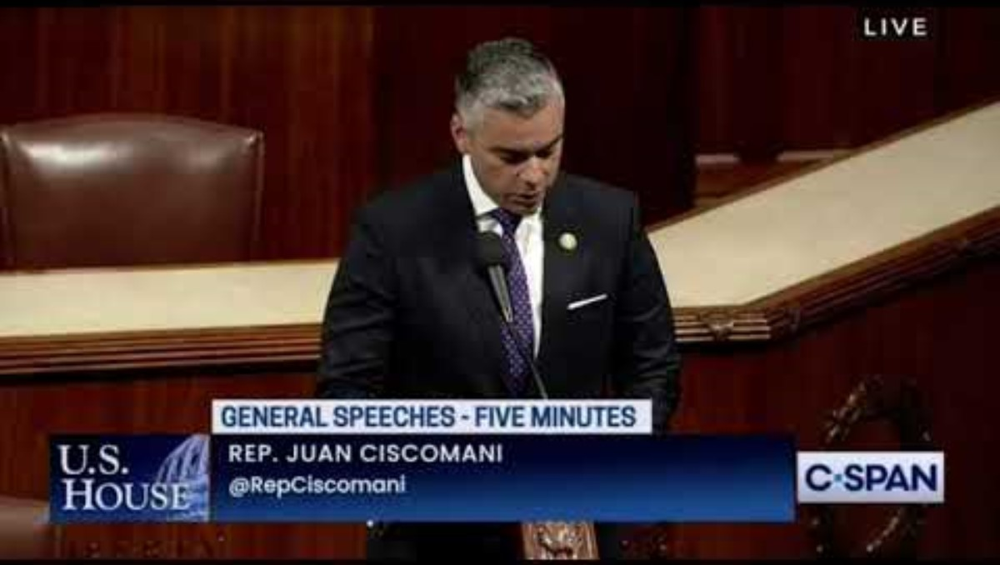 LIVE
GENERAL SPEECHES - FIVE MINUTES
U.S.
HOUSE
REP. JUAN CISCOMANI
@RepCiscomani
C-SPAN